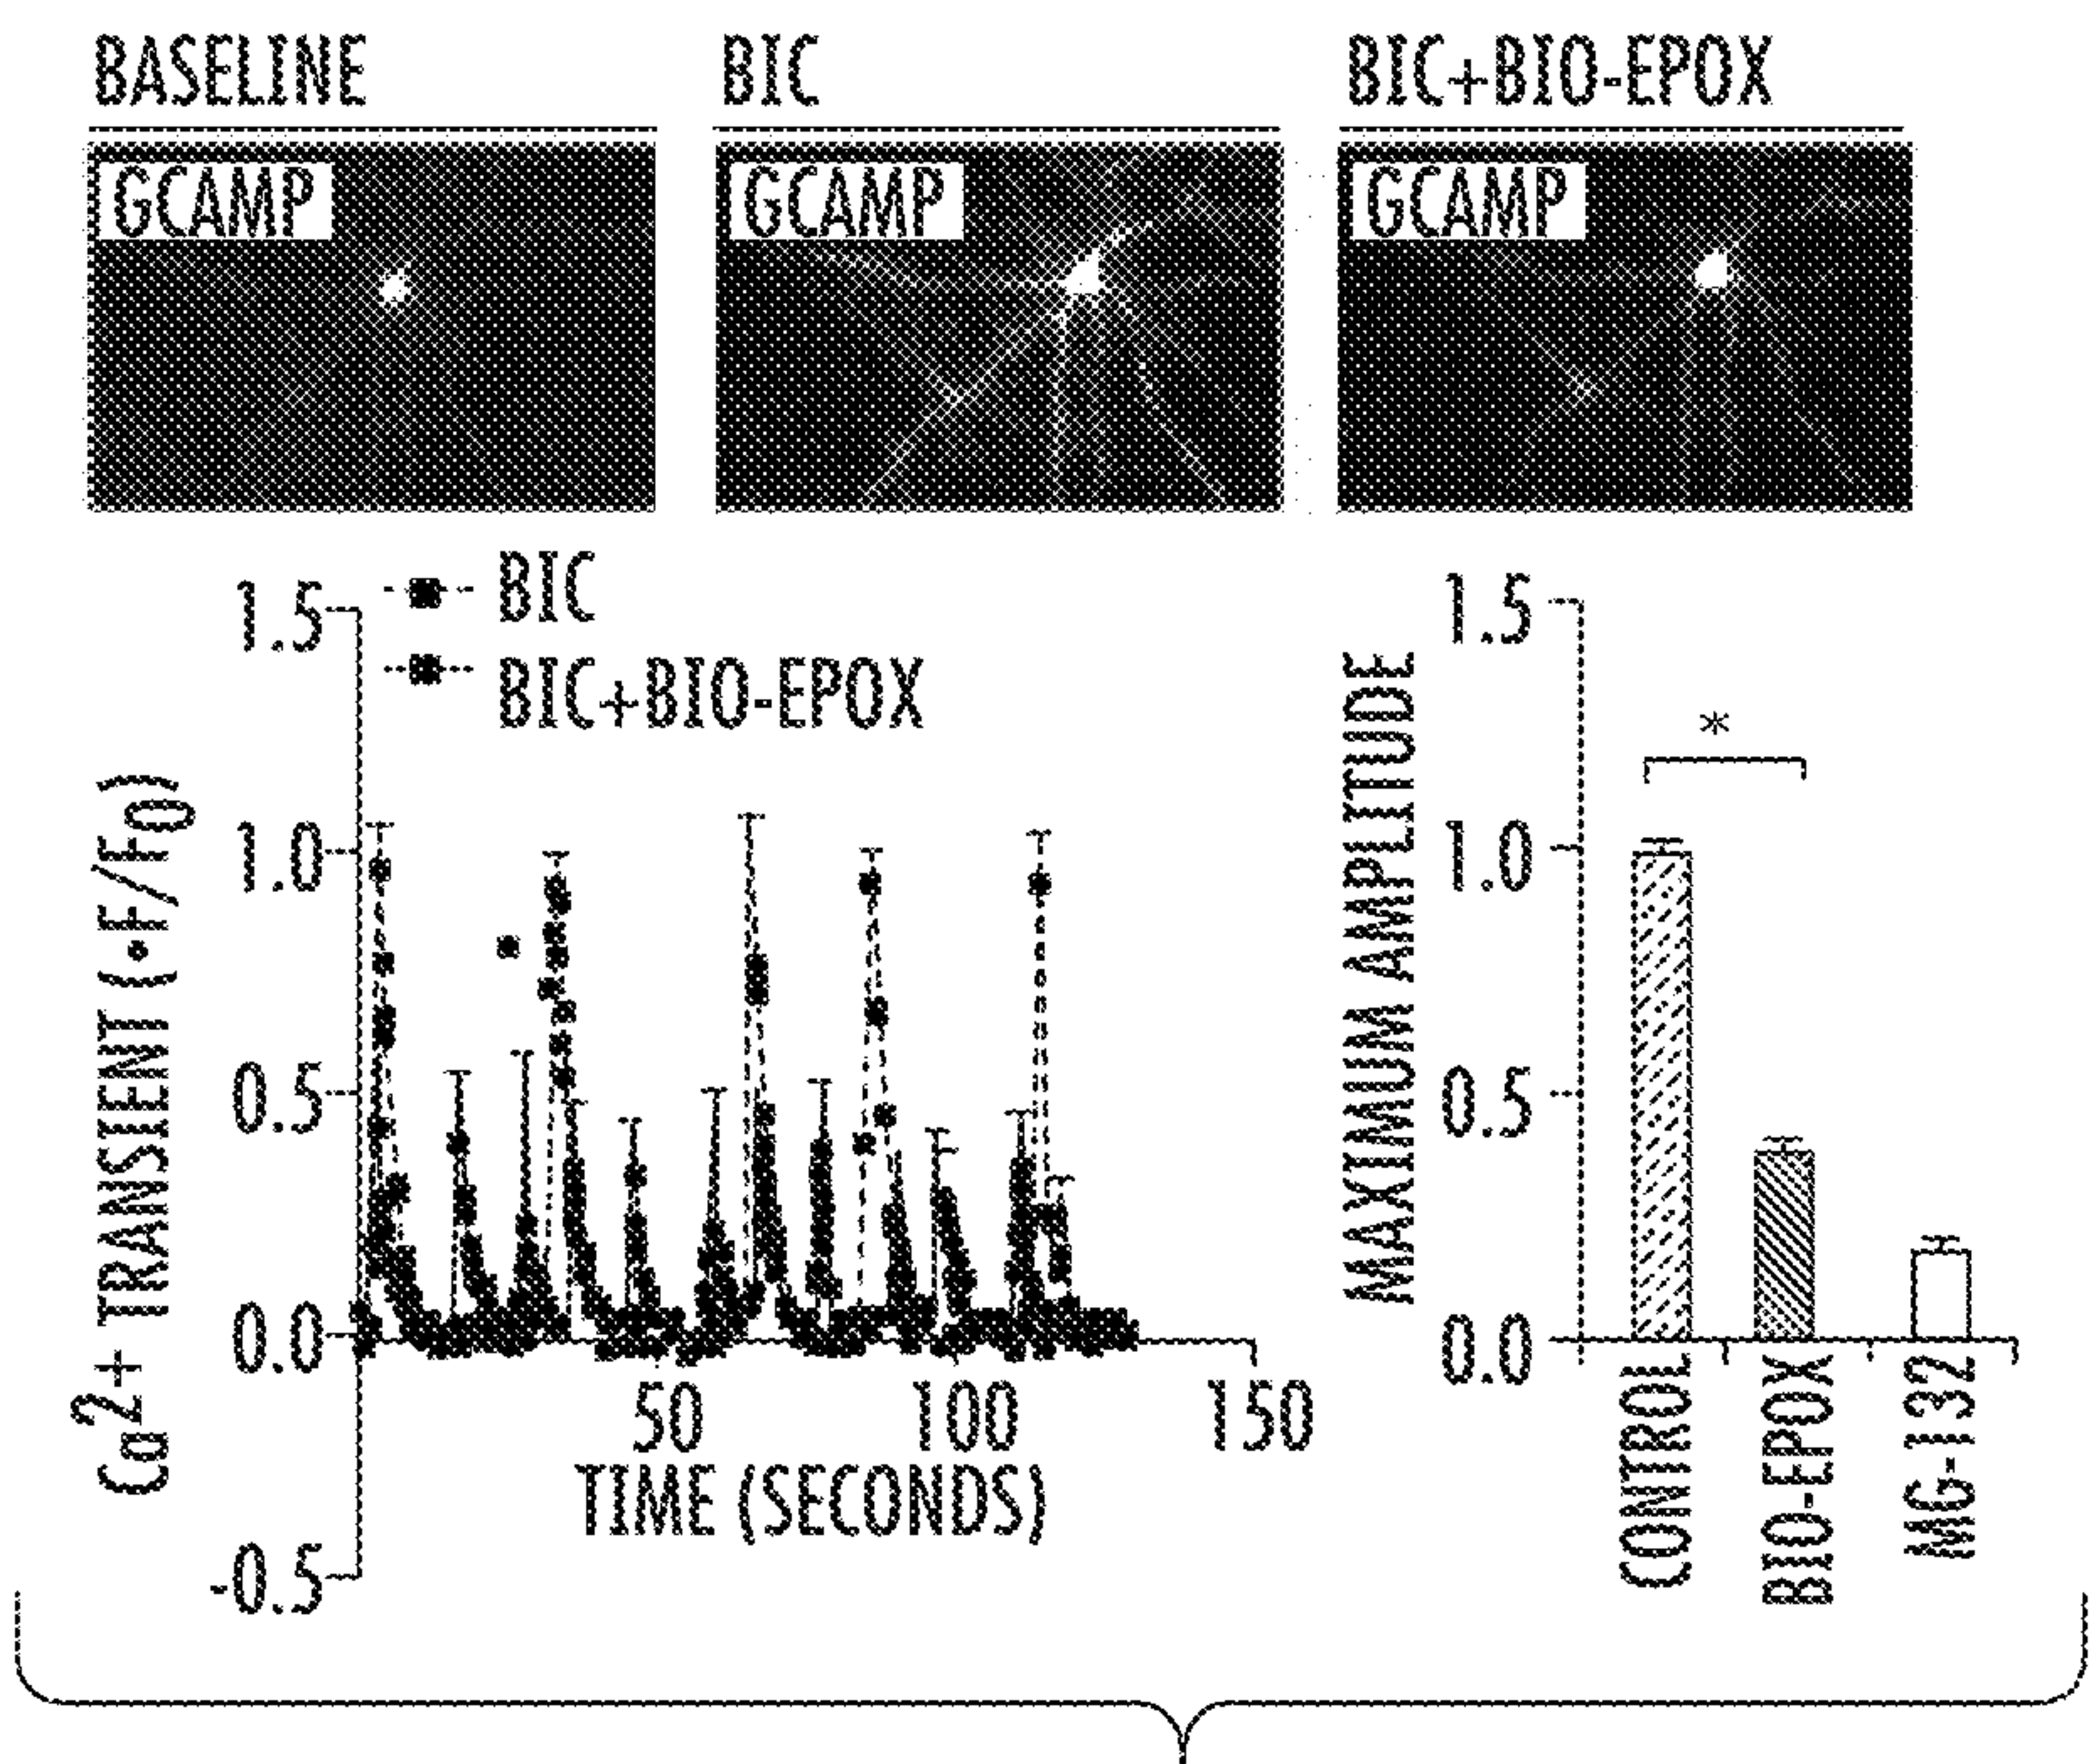 BASELINE
BIC
BIC+BIO-EPOX
GCAMP
GCAMP
GCAMP
BIC
BIC+BIO-EPOX
Ca2+ TRANSIENT (•F/F0)
1.5
1.0
0.5
0.0
-0.5
50
100
150
TIME (SECONDS)
MAXIMUM AMPLITUDE
1.5
1.0
0.5
0.0
*
CONTROL
BIO-EPOX
MG-132